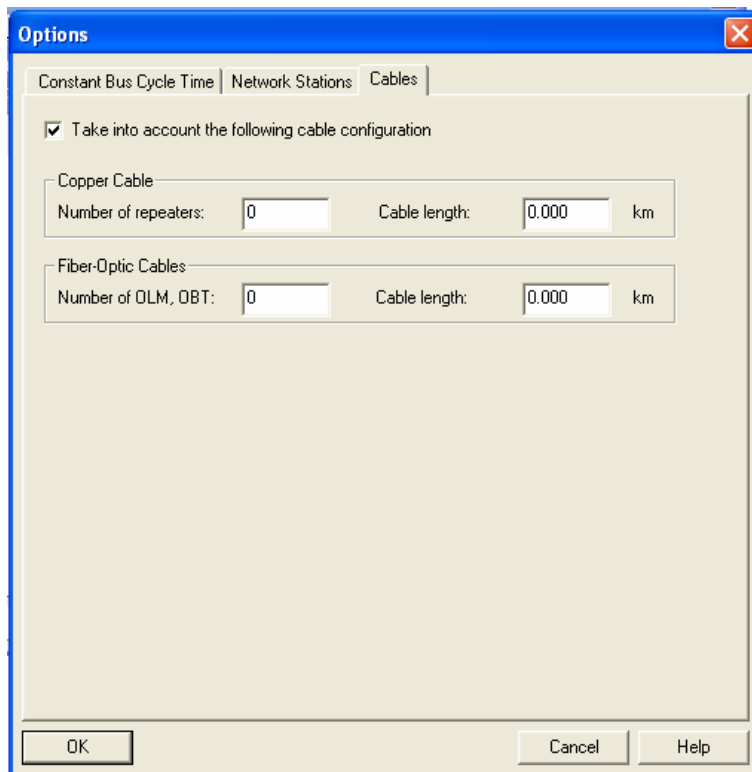 Options
Constant Bus Cycle Time Network Stations Cables
Take into account the following cable configuration
Copper Cable
Number of repeaters: 0 Cable length: 0.000 km
Fiber-Optic Cables
Number of OLM, OBT: 0 Cable length: 0.000 km
OK Cancel Help